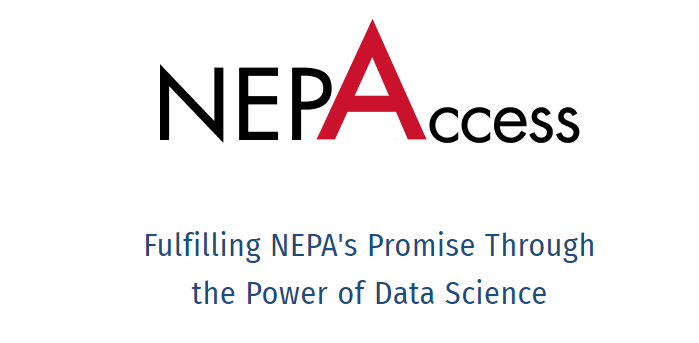 NEPAccess
Fulfilling NEPA's Promise Through
the Power of Data Science